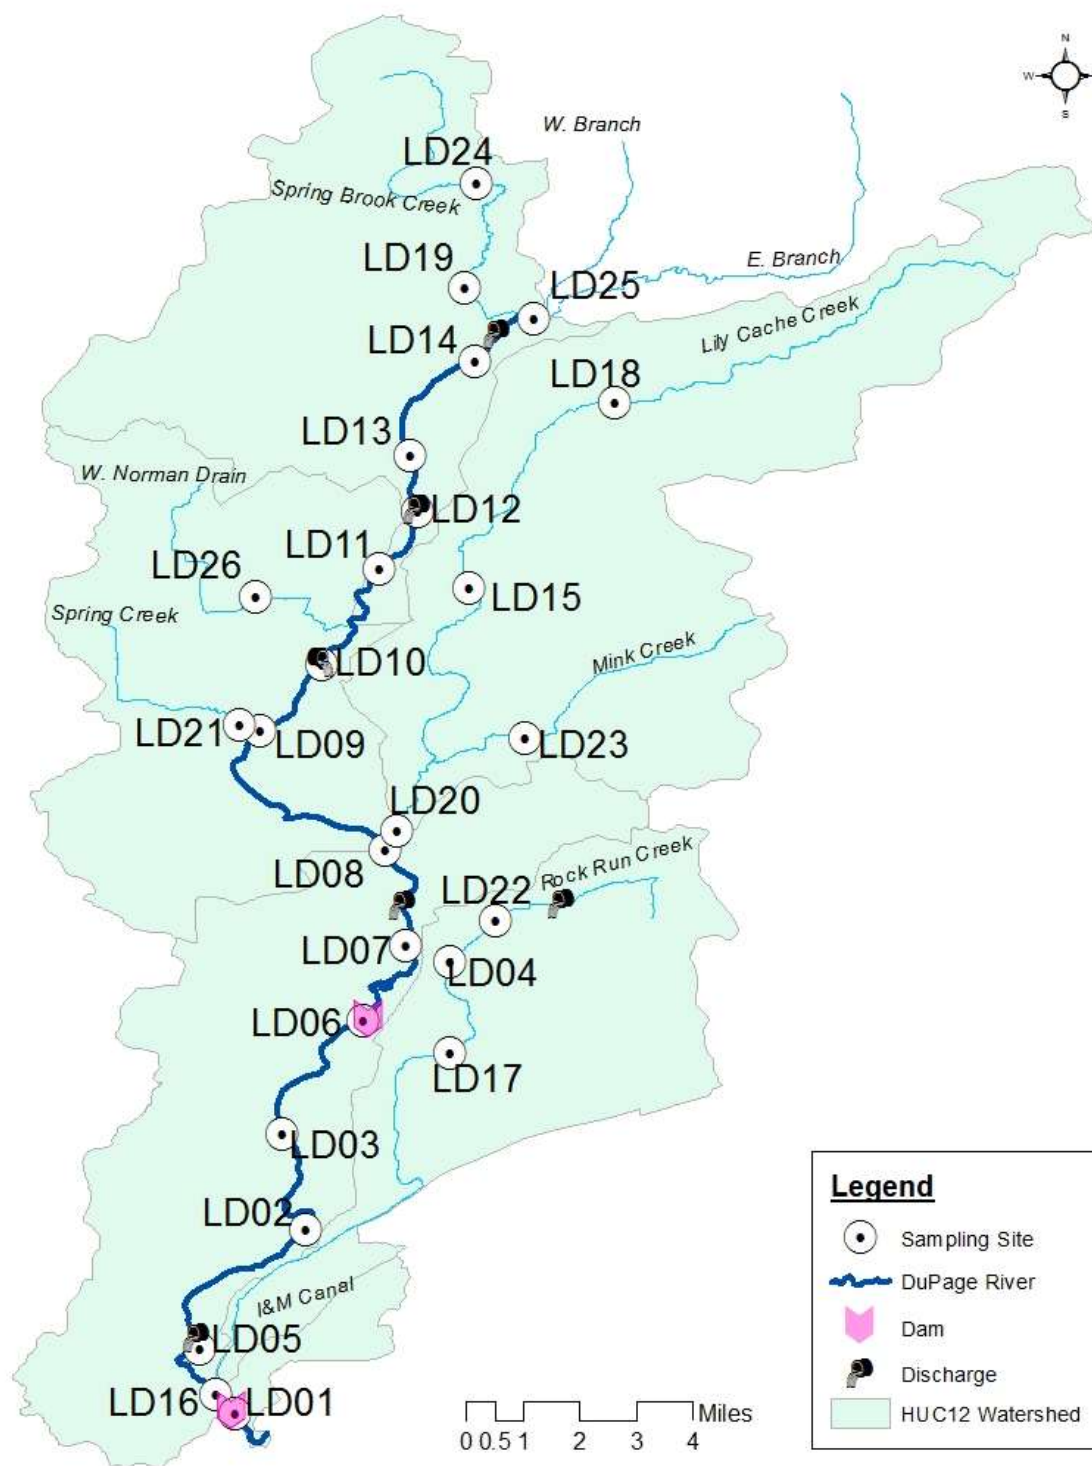 N
W
S
W. Branch
LD24
Spring Brook Creek
E. Branch
LD19
LD25
Lily Cache Creek
LD14
LD18
LD13
W. Norman Drain
LD12
LD11
LD26
LD15
Spring Creek
Mink Creek
LD10
LD21
LD09
LD23
LD20
LD08
Rock Run Creek
LD22
LD07
LD04
LD06
LD17
LD03
LD02
I&M Canal
LD05
LD16
LD01
Miles
0 0.5 1 2 3 4
Legend
Sampling Site
DuPage River
Dam
Discharge
HUC12 Watershed